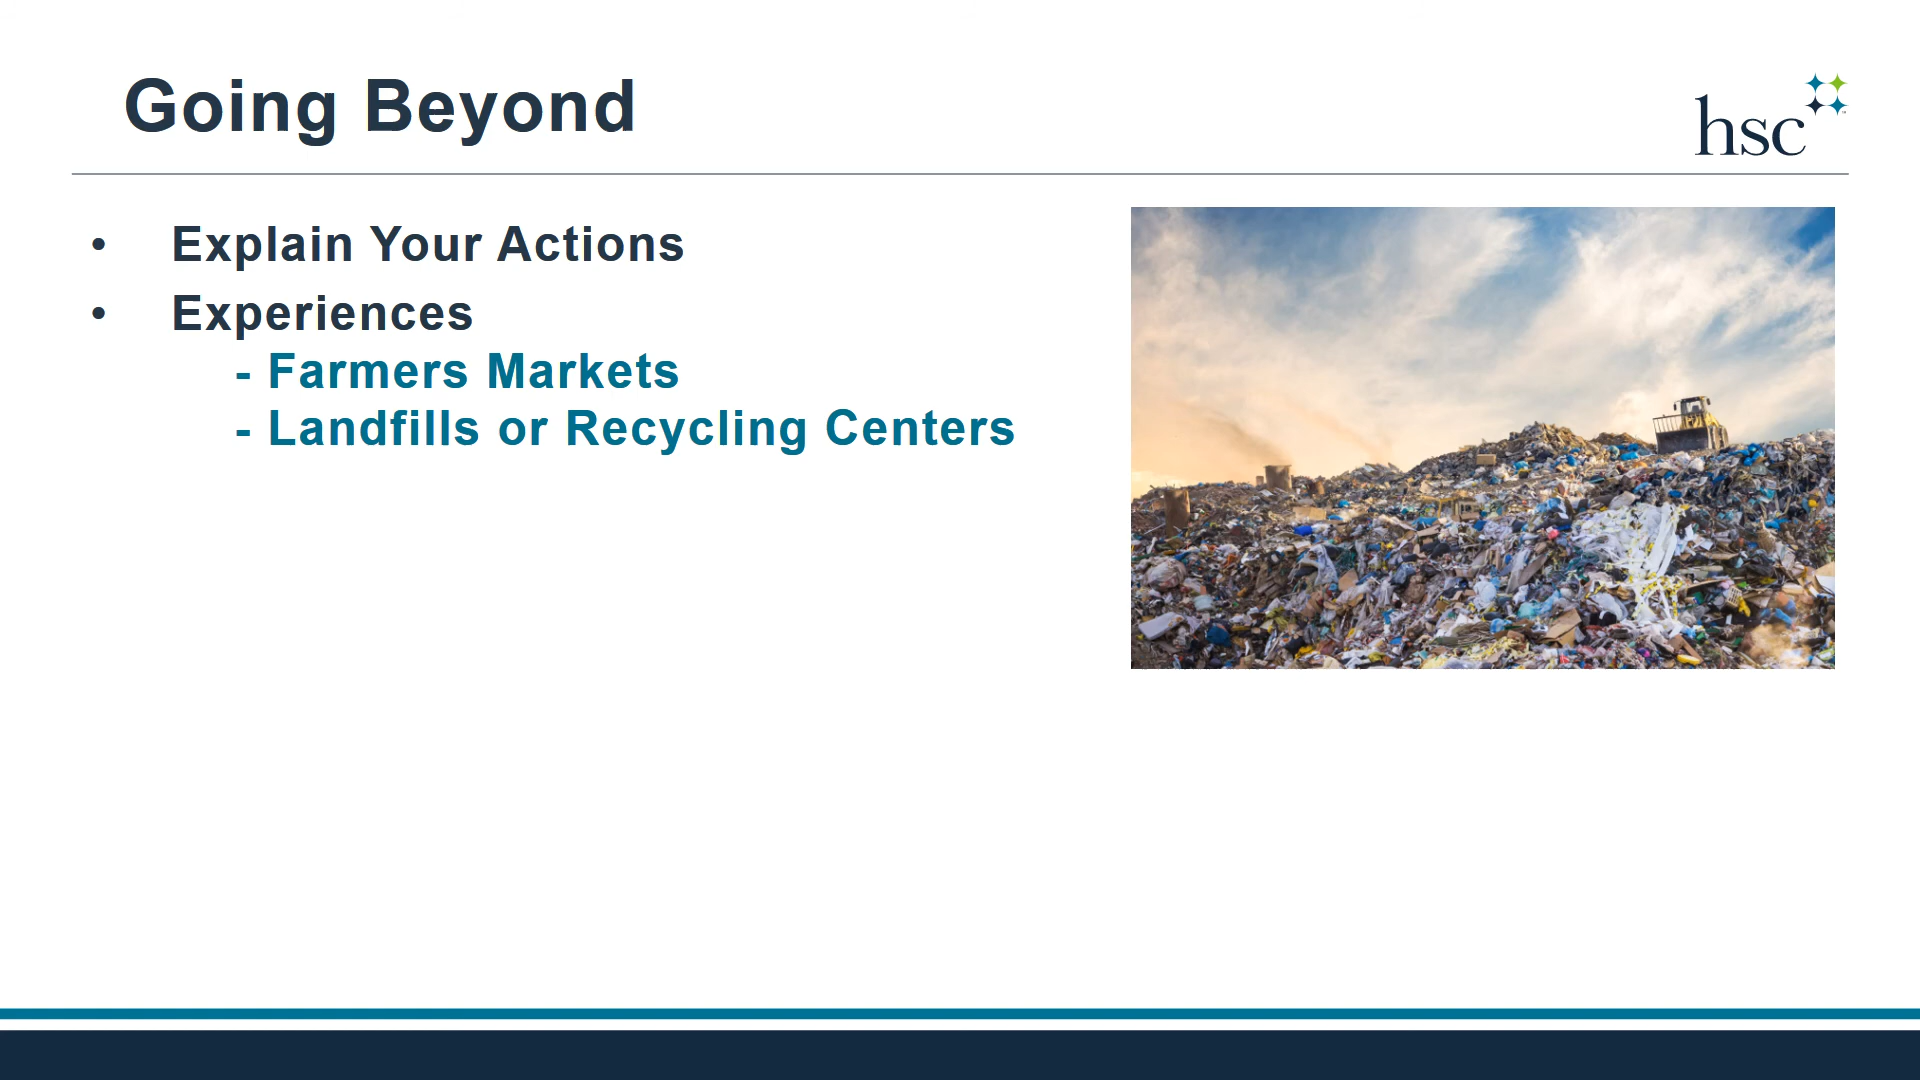 Going Beyond
hsc
• Explain Your Actions
• Experiences
- Farmers Markets
- Landfills or Recycling Centers